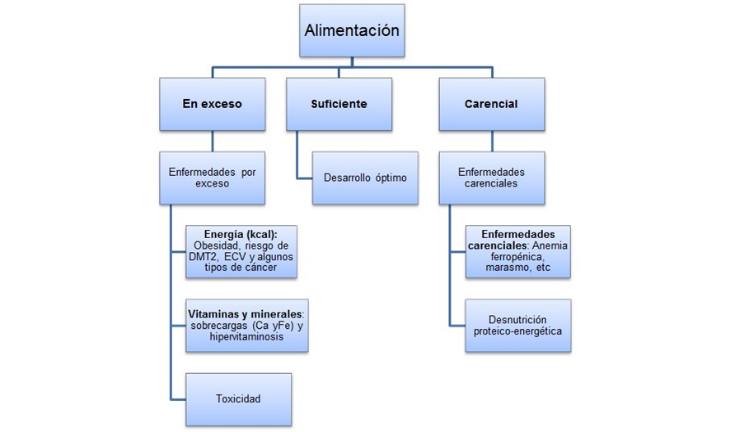 Alimentación
En exceso
Suficiente
Carencial
Enfermedades por
exceso
Desarrollo óptimo
Enfermedades
carenciales
Energía (kcal):
Obesidad, riesgo de
DMT2, ECV y algunos
tipos de cáncer
Enfermedades
carenciales: Anemia
ferropénica,
marasmo, etc
Vitaminas y minerales:
sobrecargas (Ca yFe) y
hipervitaminosis
Desnutrición
proteico-energética
Toxicidad